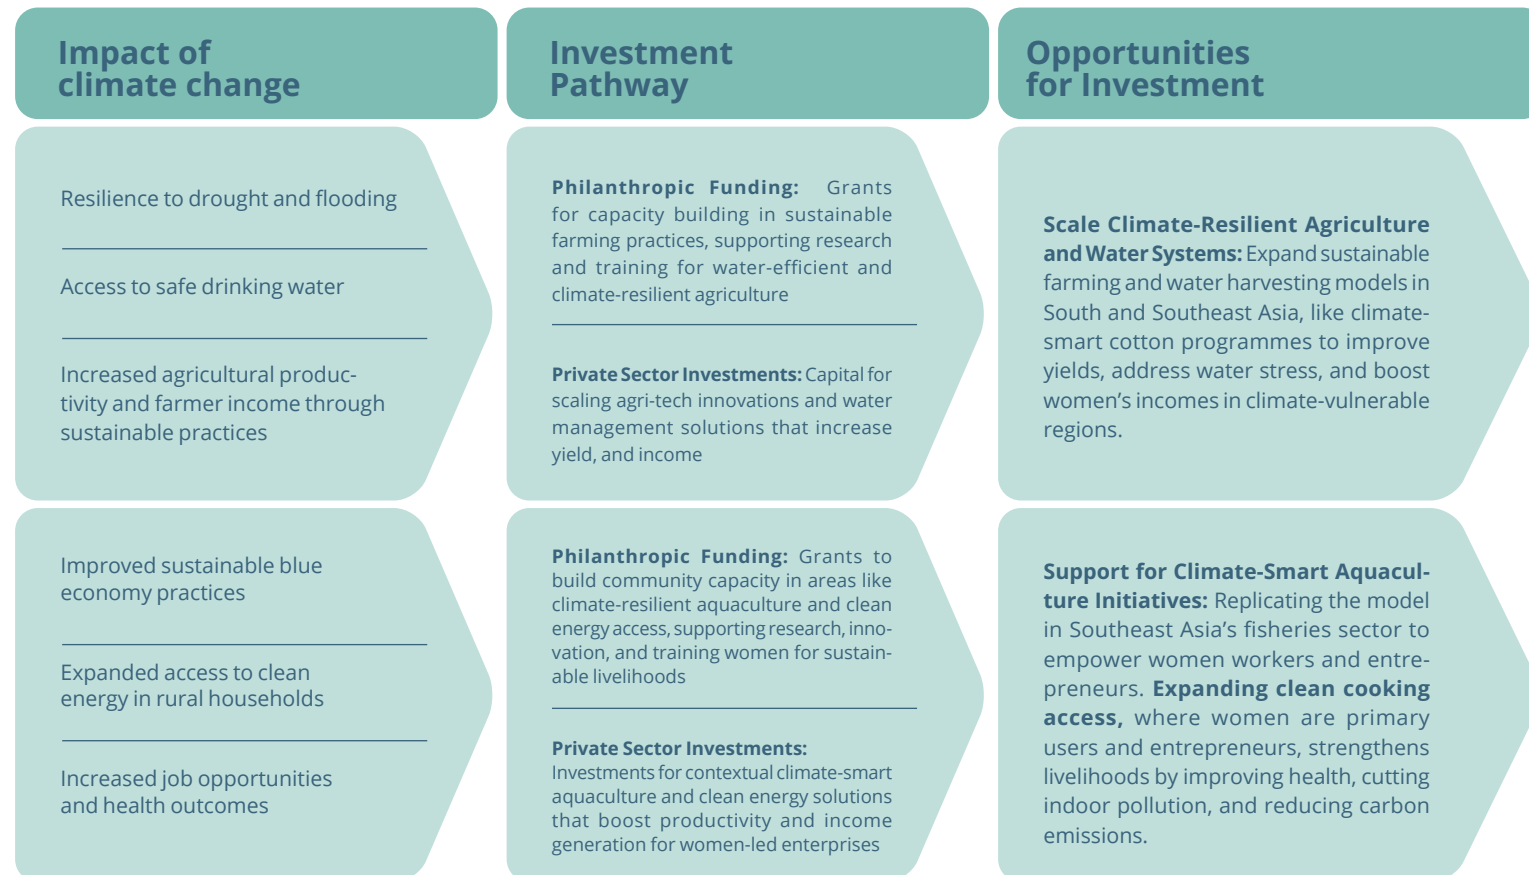 Impact of
climate change
Investment
Pathway
Opportunities
for Investment
Resilience to drought and flooding
Access to safe drinking water
Increased agricultural produc-
tivity and farmer income through
sustainable practices
Philanthropic Funding: Grants
for capacity building in sustainable
farming practices, supporting research
and training for water-efficient and
climate-resilient agriculture
Private Sector Investments: Capital for
scaling agri-tech innovations and water
management solutions that increase
yield, and income
Scale Climate-Resilient Agriculture
and Water Systems: Expand sustainable
farming and water harvesting models in
South and Southeast Asia, like climate-
smart cotton programmes to improve
yields, address water stress, and boost
women's incomes in climate-vulnerable
regions.
Improved sustainable blue
economy practices
Expanded access to clean
energy in rural households
Increased job opportunities
and health outcomes
Philanthropic Funding: Grants to
build community capacity in areas like
climate-resilient aquaculture and clean
energy access, supporting research, inno-
vation, and training women for sustain-
able livelihoods
Private Sector Investments:
Investments for contextual climate-smart
aquaculture and clean energy solutions
that boost productivity and income
generation for women-led enterprises
Support for Climate-Smart Aquacul-
ture Initiatives: Replicating the model
in Southeast Asia's fisheries sector to
empower women workers and entre-
preneurs. Expanding clean cooking
access, where women are primary
users and entrepreneurs, strengthens
livelihoods by improving health, cutting
indoor pollution, and reducing carbon
emissions.